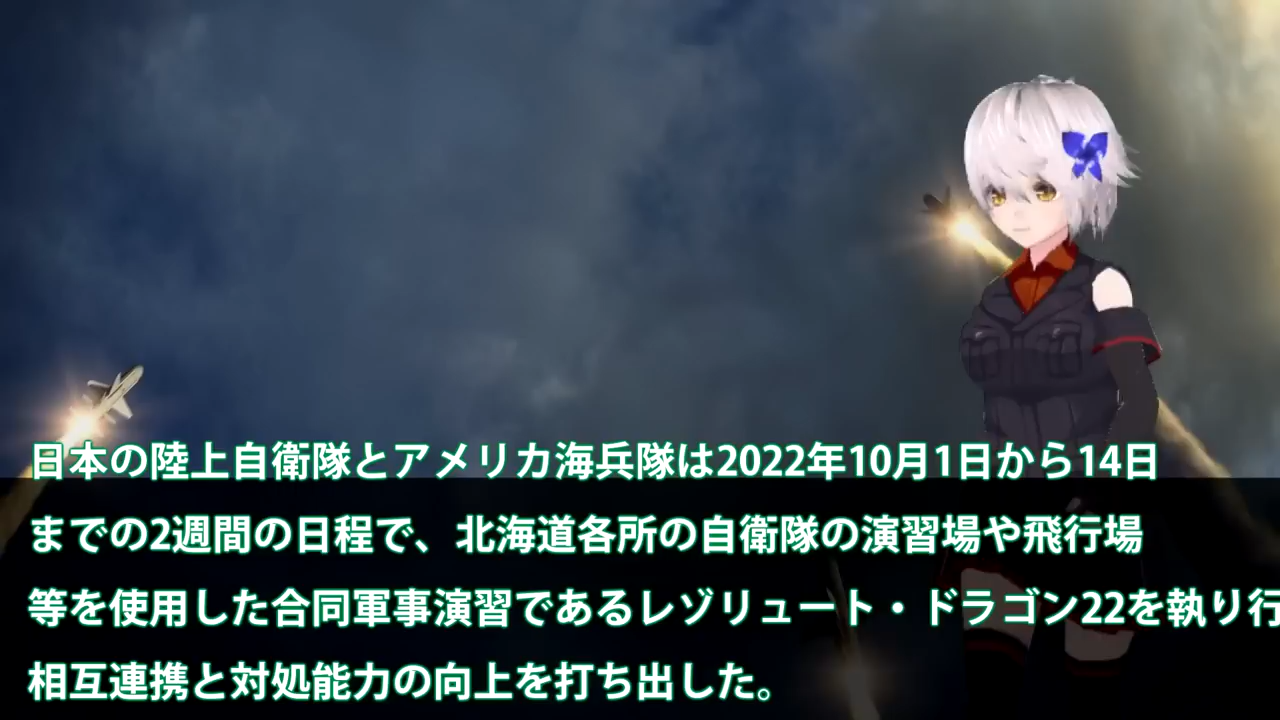 日本の陸上自衛隊とアメリカ海兵隊は2022年10月1日から14日
までの2週間の日程で、北海道各所の自衛隊の演習場や飛行場
等を使用した合同軍事演習であるレゾリュート・ドラゴン22を執り行
相互連携と対処能力の向上を打ち出した。